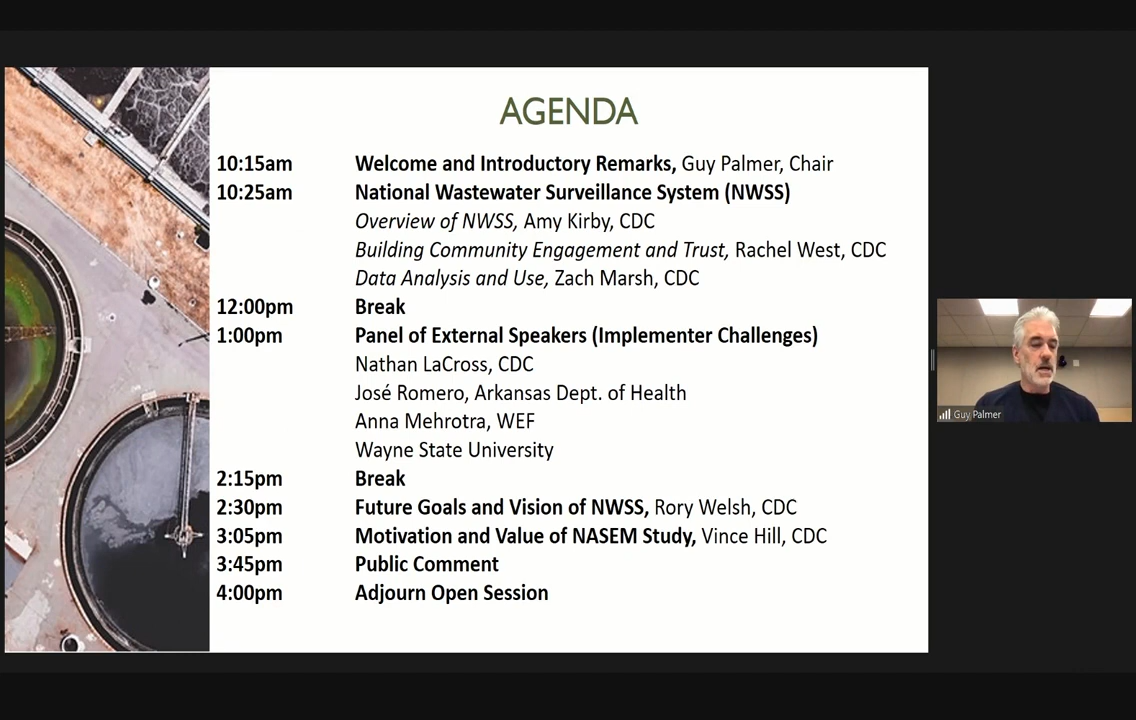 AGENDA
10:15am Welcome and Introductory Remarks, Guy Palmer, Chair
10:25am National Wastewater Surveillance System (NWSS)
Overview of NWSS, Amy Kirby, CDC
Building Community Engagement and Trust, Rachel West, CDC
Data Analysis and Use, Zach Marsh, CDC
12:00pm Break
1:00pm Panel of External Speakers (Implementer Challenges)
Nathan LaCross, CDC
José Romero, Arkansas Dept. of Health
Anna Mehrotra, WEF
Wayne State University
2:15pm Break
2:30pm Future Goals and Vision of NWSS, Rory Welsh, CDC
3:05pm Motivation and Value of NASEM Study, Vince Hill, CDC
3:45pm Public Comment
4:00pm Adjourn Open Session
Guy Palmer